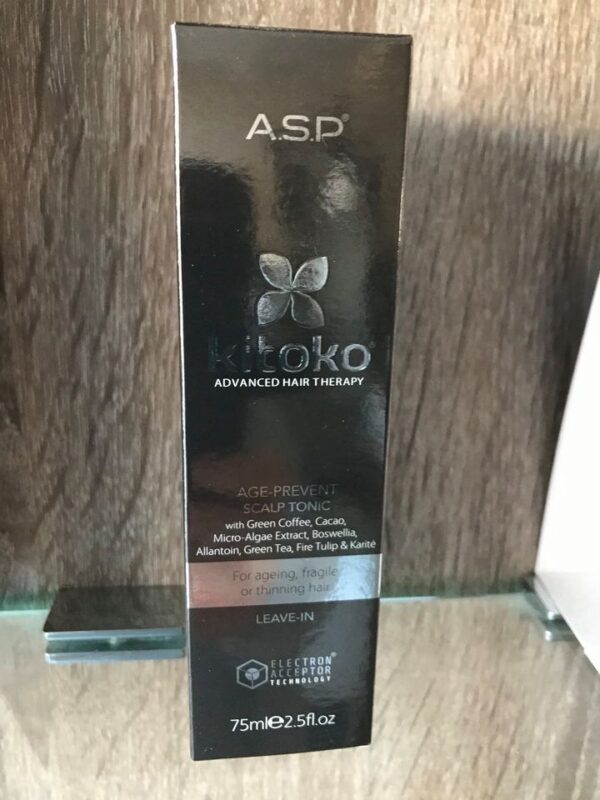 A.S.P®
kitoko®
ADVANCED HAIR THERAPY
AGE-PREVENT
SCALP TONIC
with Green Coffee, Cacao,
Micro-Algae Extract, Boswellia,
Allantoin, Green Tea, Fire Tulip & Karité
For ageing, fragile
or thinning hair
LEAVE-IN
ELECTRON®
ACCEPTOR
TECHNOLOGY
75ml℮2.5fl.oz